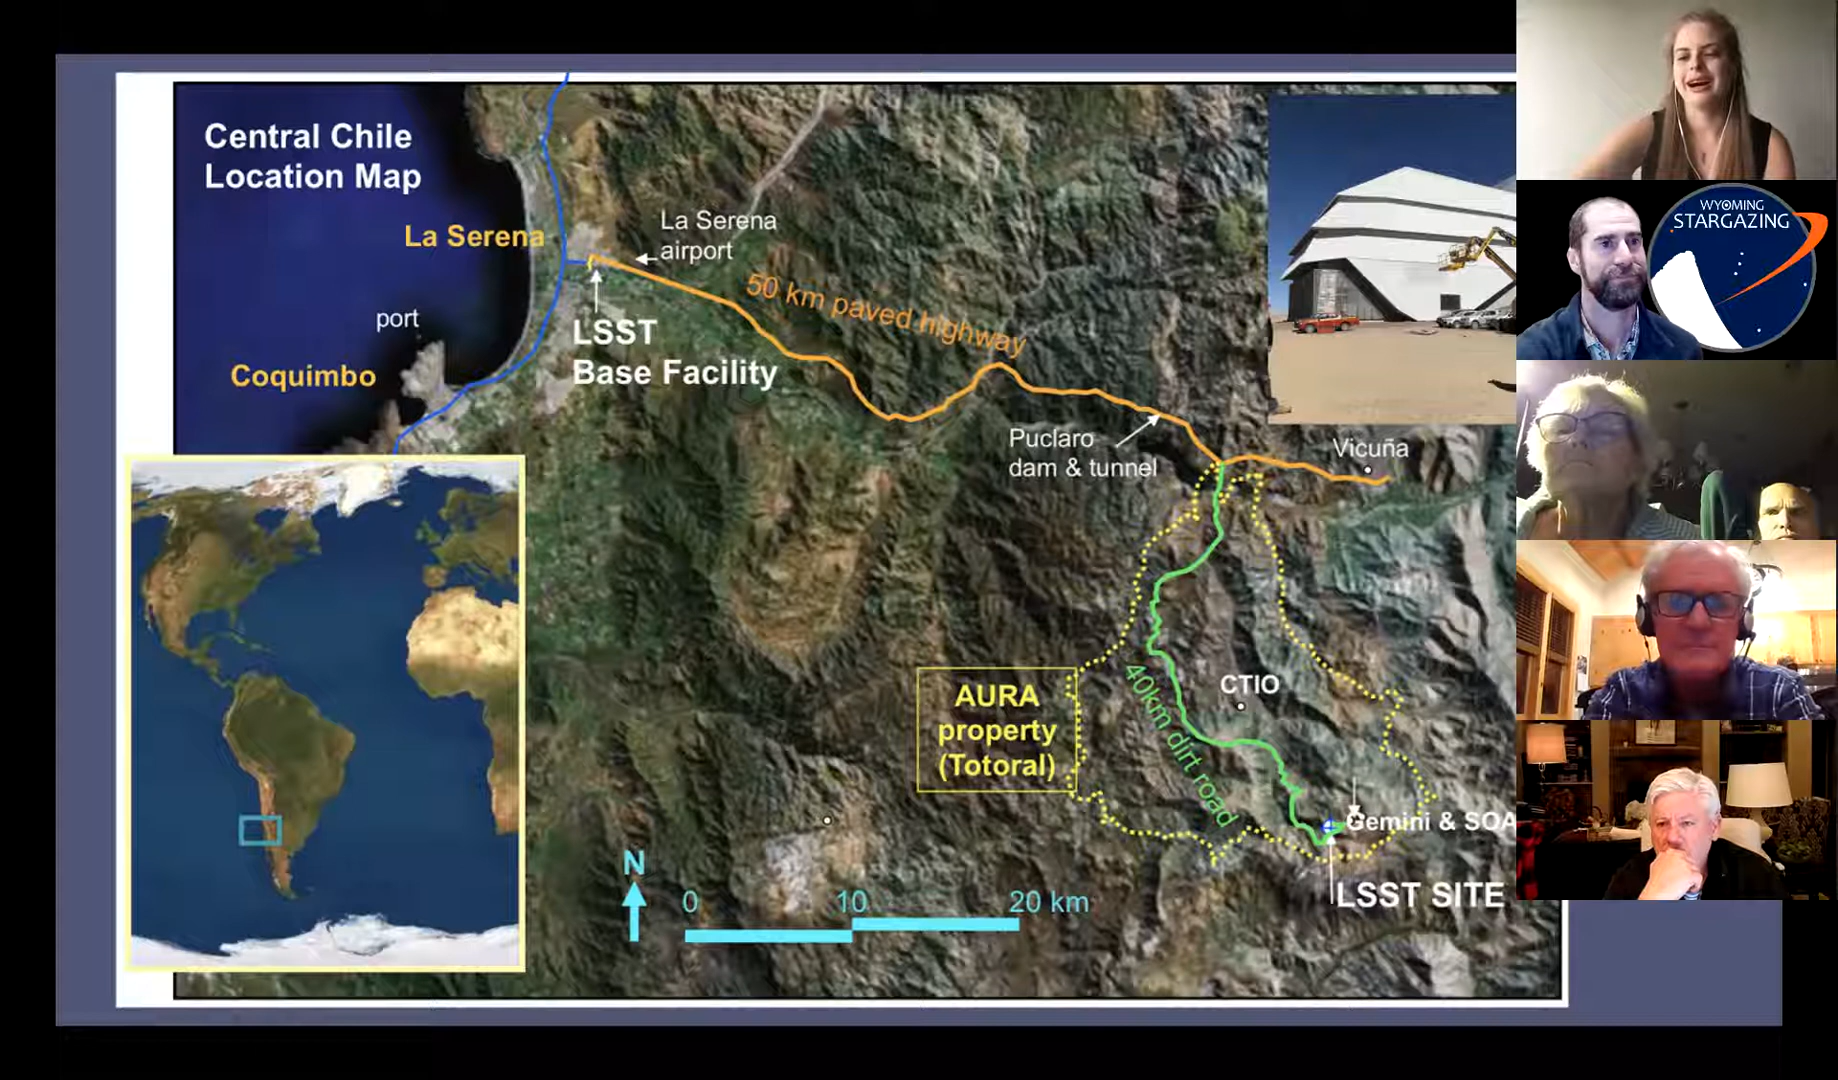 Central Chile
Location Map
La Serena
La Serena
airport
port
50 km paved highway
LSST
Base Facility
Coquimbo
Puclaro
dam & tunnel
Vicuña
AURA
property
(Totoral)
CTIO
40km dirt road
Gemini & SOA
LSST SITE
N
0
10
20 km
WYOMING
STARGAZING